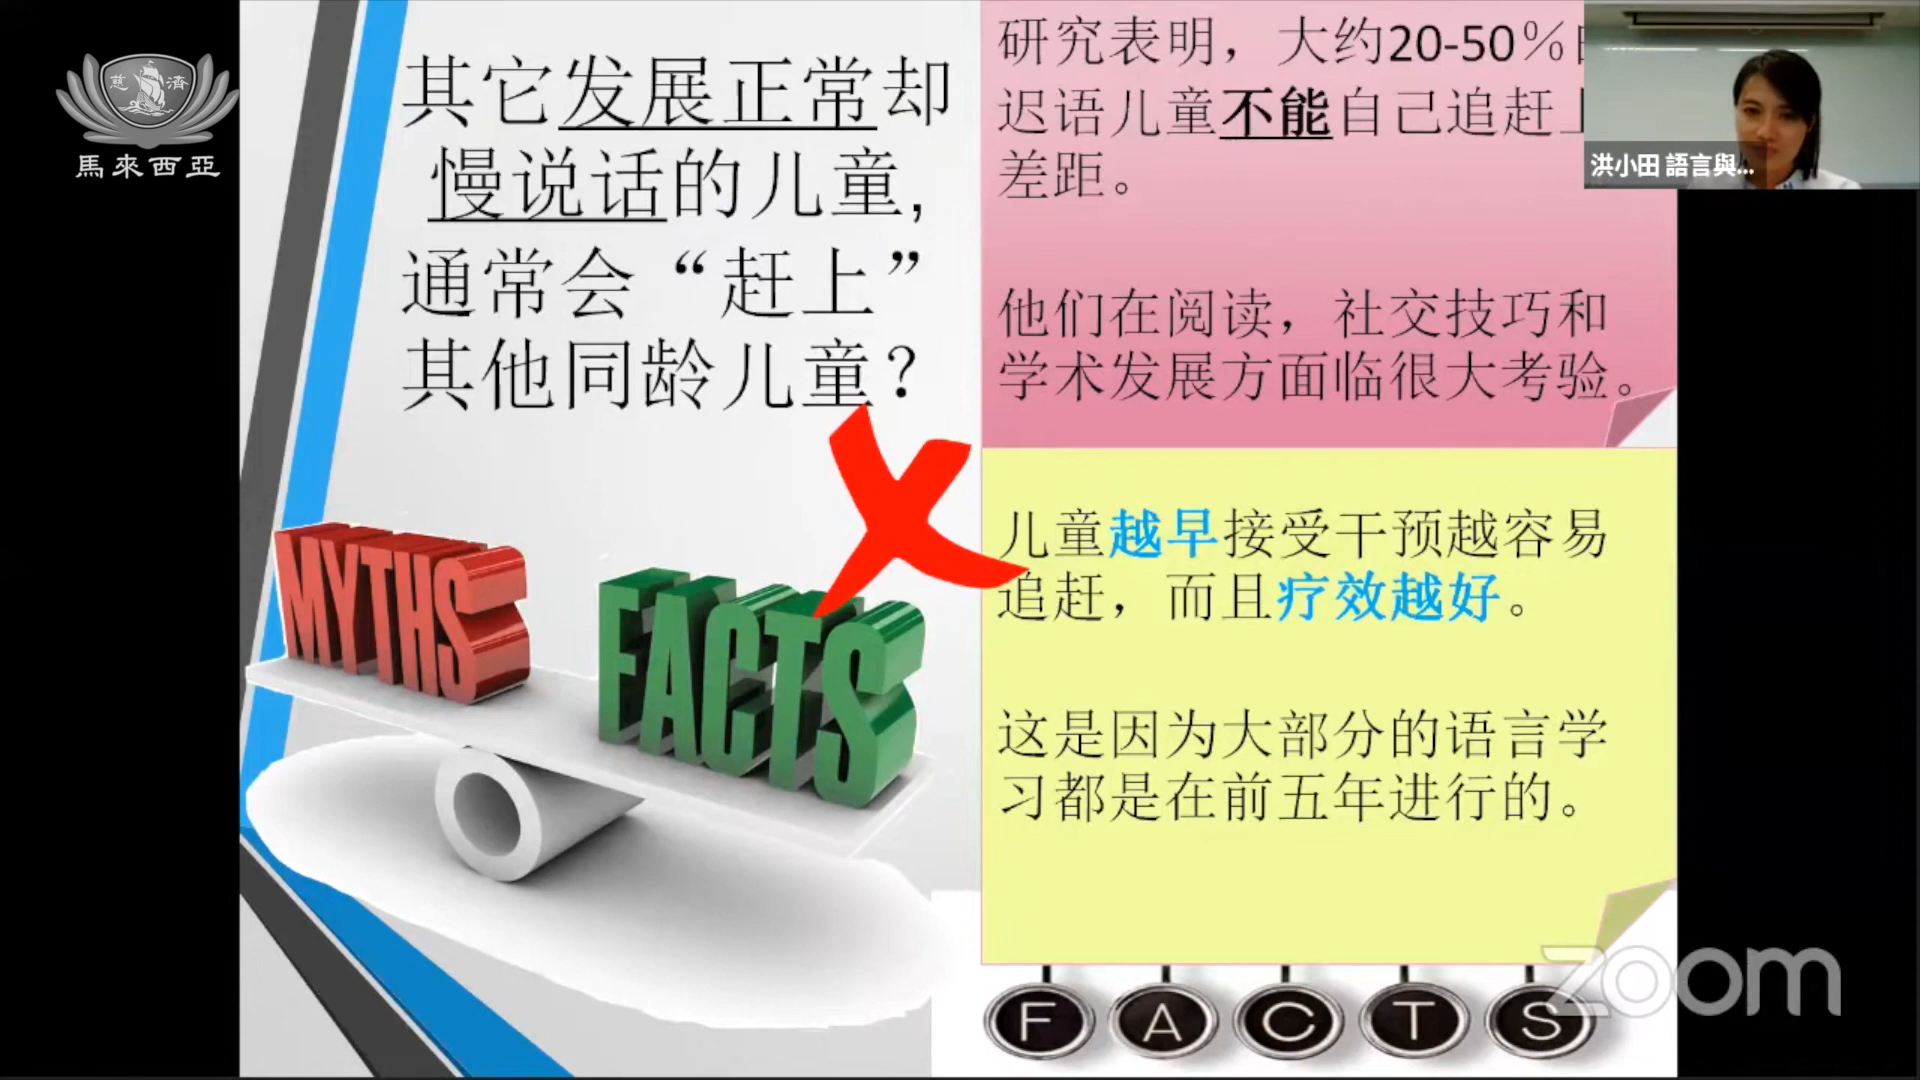 慈濟
馬來西亞
其它发展正常却
慢说话的儿童,
通常会“赶上”
其他同龄儿童?
MYTHS
FACTS
研究表明，大约20-50%
迟语儿童不能自己追赶上
差距。
他们在阅读，社交技巧和
学术发展方面临很大考验。
儿童越早接受干预越容易
追赶，而且疗效越好。
这是因为大部分的语言学
习都是在前五年进行的。
FACTS
洪小田 語言與...
zoom